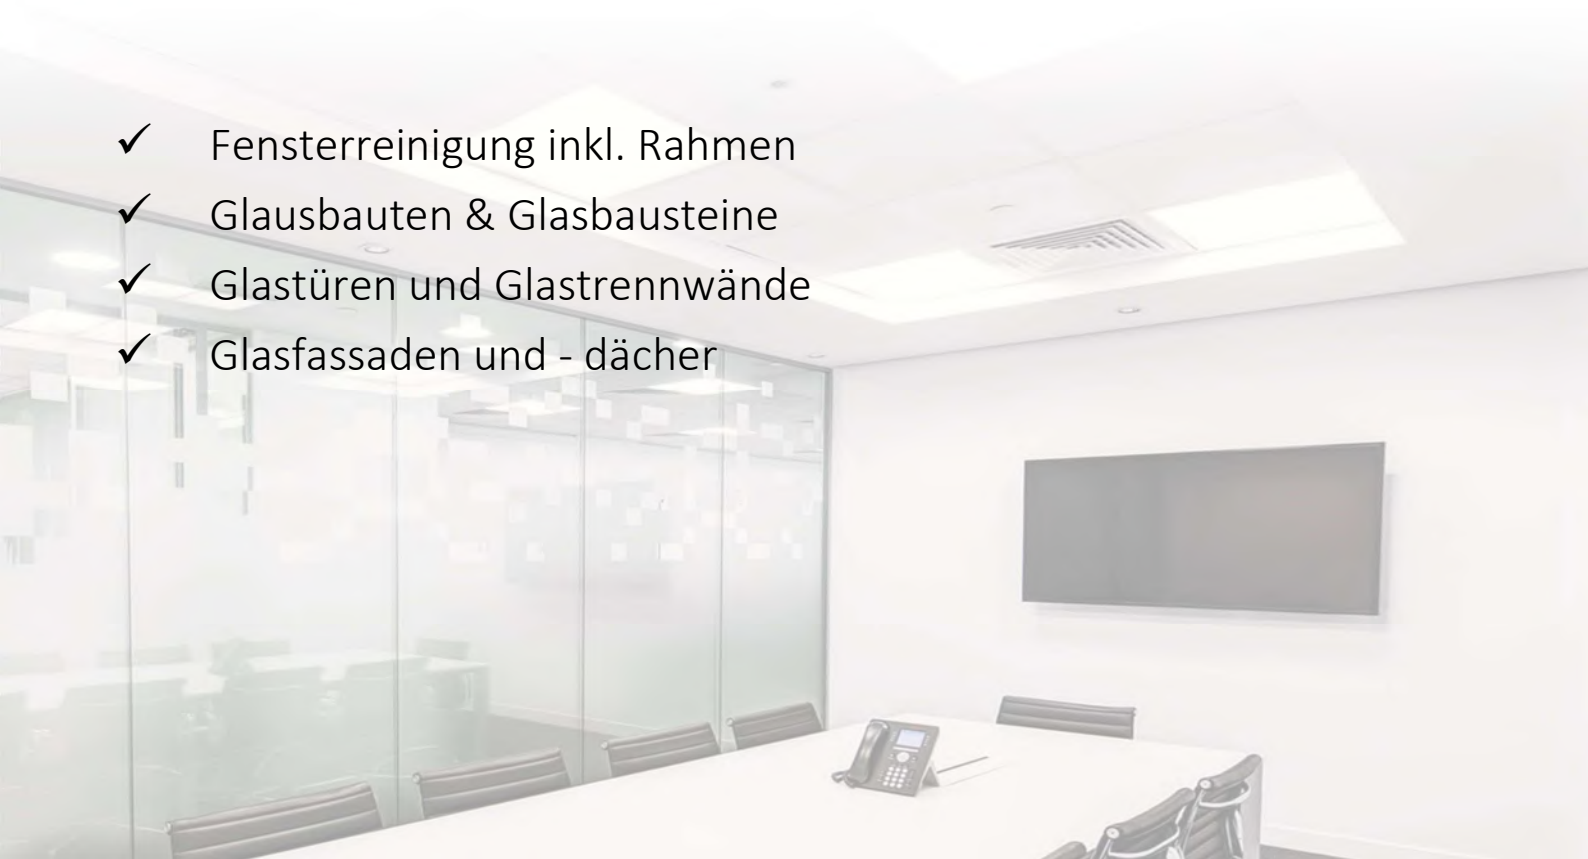 ✓ Fensterreinigung inkl. Rahmen
✓ Glausbauten & Glasbausteine
✓ Glastüren und Glastrennwände
✓ Glasfassaden und - dächer